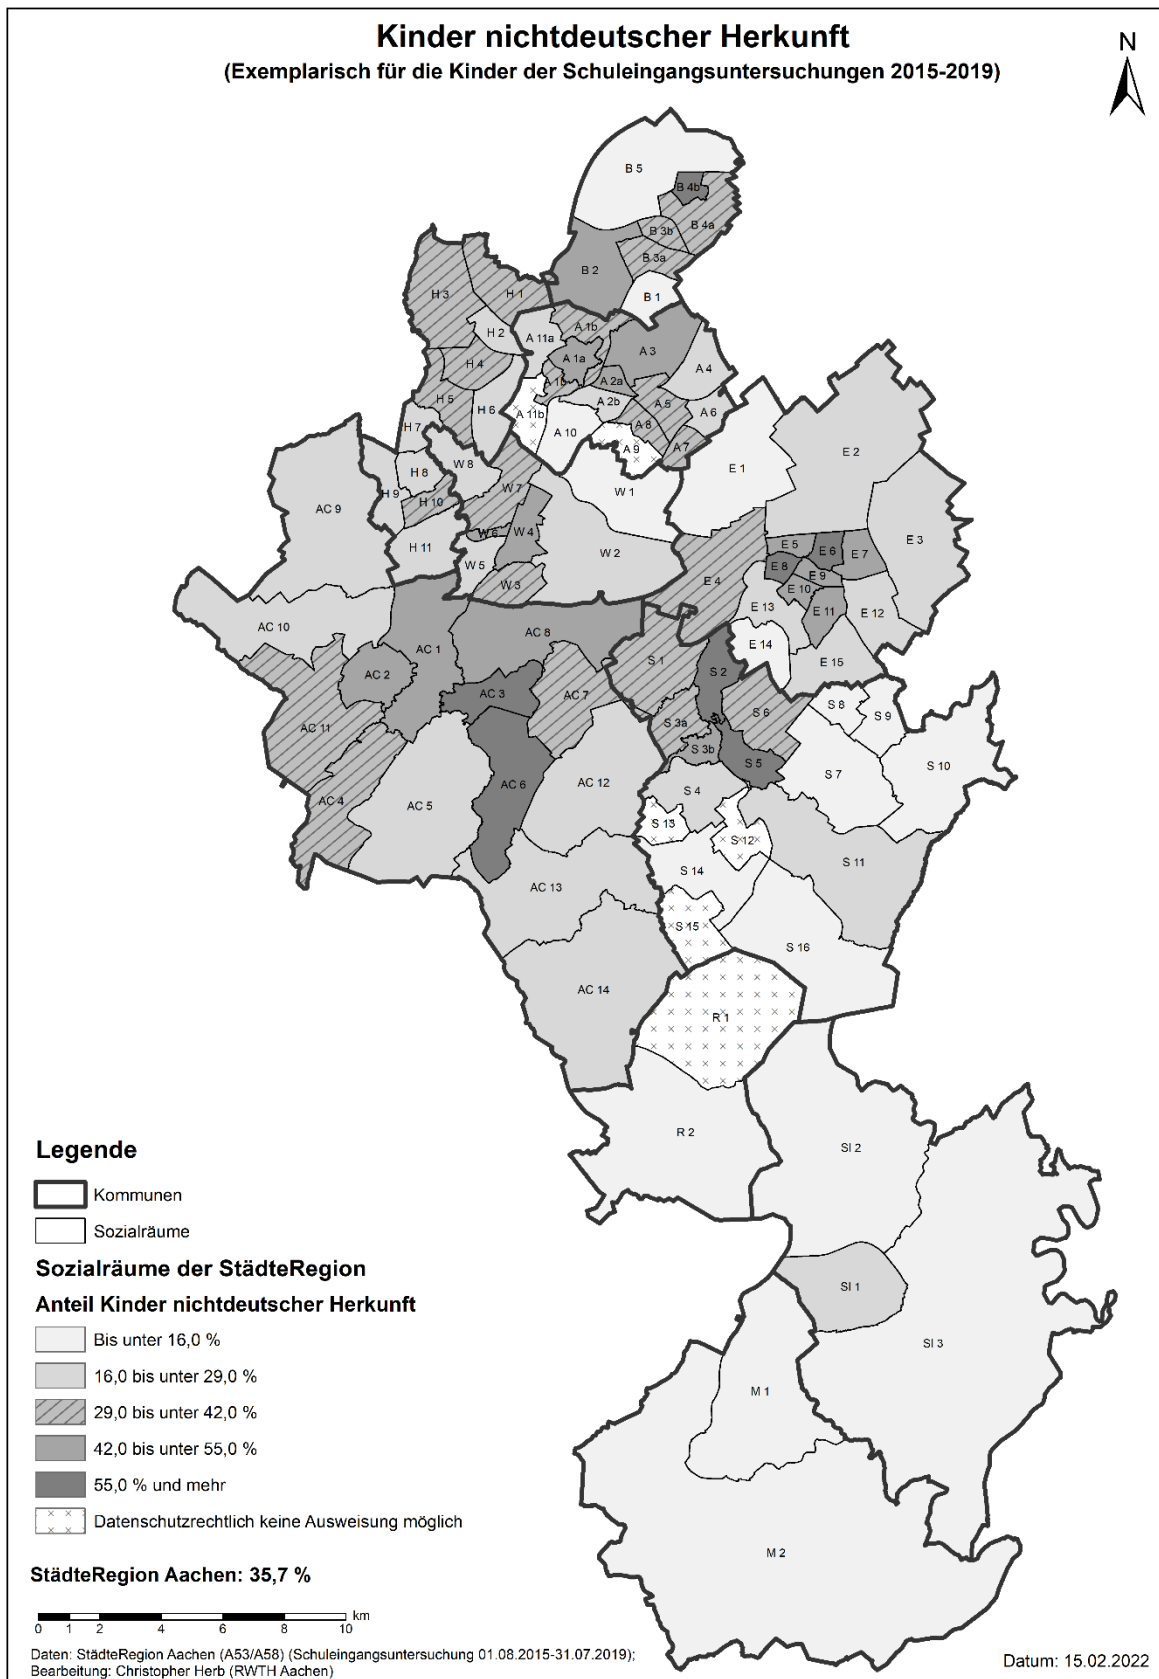 Kinder nichtdeutscher Herkunft
(Exemplarisch für die Kinder der Schuleingangsuntersuchungen 2015-2019)
N
B 5
B 4b
B 4a
B 3b
B 3a
B 2
B 1
H 3
H 1
H 2
H 4
H 5
H 6
H 7
H 8
H 9
H 10
H 11
A 11a
A 1b
A 1a
A 1b
A 3
A 2a
A 2b
A 4
A 5
A 6
A 11b
A 10
A 8
A 9
A 7
E 1
E 2
E 3
E 4
E 5
E 6
E 7
E 8
E 9
E 10
E 11
E 12
E 13
E 14
E 15
W 8
W 7
W 1
W 6
W 4
W 5
W 2
W 3
AC 9
AC 10
AC 1
AC 8
AC 2
AC 3
AC 7
AC 11
AC 4
AC 5
AC 6
AC 12
AC 13
AC 14
S 1
S 2
S 3a
S 3b
S 6
S 5
S 8
S 9
S 7
S 10
S 4
S 13
S 12
S 11
S 14
S 15
S 16
R 1
R 2
SI 2
SI 1
SI 3
M 1
M 2
Legende
Kommunen
Sozialräume
Sozialräume der StädteRegion
Anteil Kinder nichtdeutscher Herkunft
Bis unter 16,0 %
16,0 bis unter 29,0 %
29,0 bis unter 42,0 %
42,0 bis unter 55,0 %
55,0 % und mehr
Datenschutzrechtlich keine Ausweisung möglich
StädteRegion Aachen: 35,7 %
km
0 1 2 4 6 8 10
Daten: StädteRegion Aachen (A53/A58) (Schuleingangsuntersuchung 01.08.2015-31.07.2019);
Bearbeitung: Christopher Herb (RWTH Aachen)
Datum: 15.02.2022